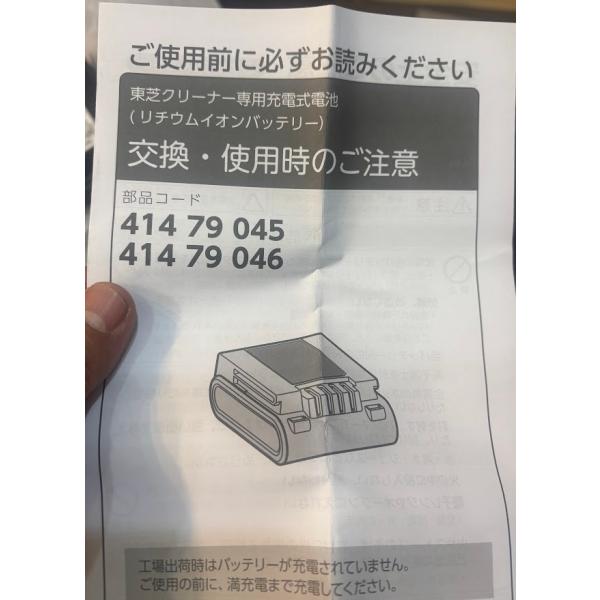 ご使用前に必ずお読みください
東芝クリーナー専用充電式電池
(リチウムイオンバッテリー)
交換・使用時のご注意
部品コード
414 79 045
414 79 046
工場出荷時はバッテリーが充電されていません。
ご使用の前に、満充電まで充電してください。